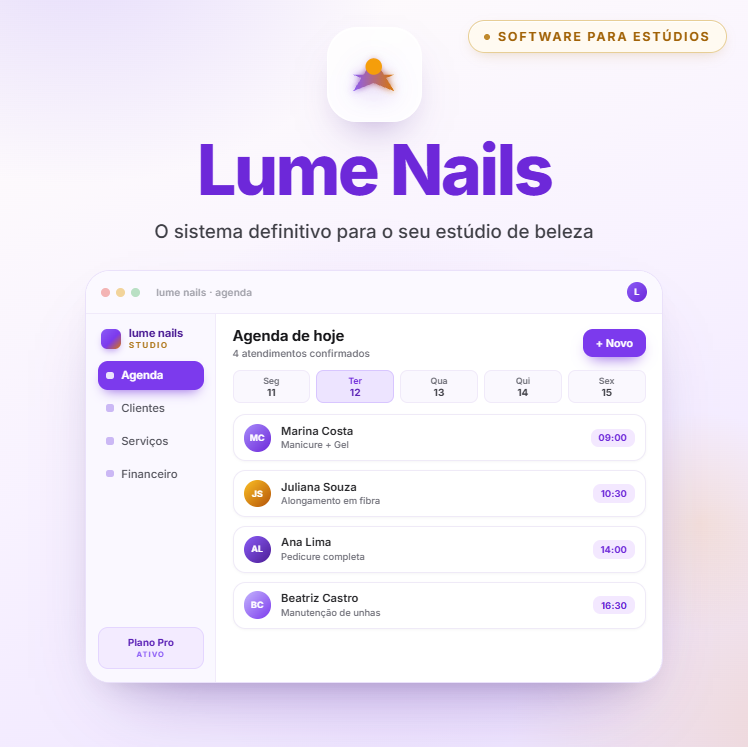 SOFTWARE PARA ESTÚDIOS
Lume Nails
O sistema definitivo para o seu estúdio de beleza
lume nails · agenda
L
lume nails
STUDIO
Agenda
Clientes
Serviços
Financeiro
Plano Pro
ATIVO
Agenda de hoje
4 atendimentos confirmados
+ Novo
Seg
11
Ter
12
Qua
13
Qui
14
Sex
15
MC
Marina Costa
Manicure + Gel
09:00
JS
Juliana Souza
Alongamento em fibra
10:30
AL
Ana Lima
Pedicure completa
14:00
BC
Beatriz Castro
Manutenção de unhas
16:30